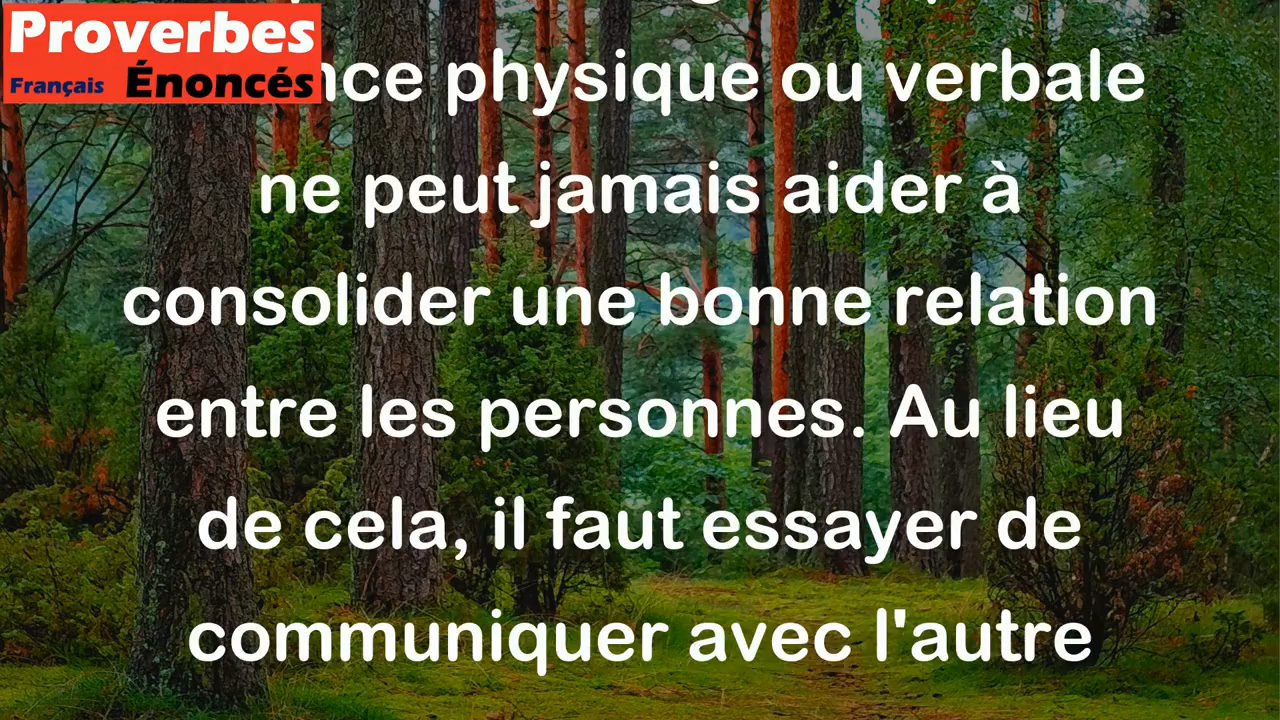 Proverbes
Français Énoncés
physique ou verbale
ne peut jamais aider à
consolider une bonne relation
entre les personnes. Au lieu
de cela, il faut essayer de
communiquer avec l'autre